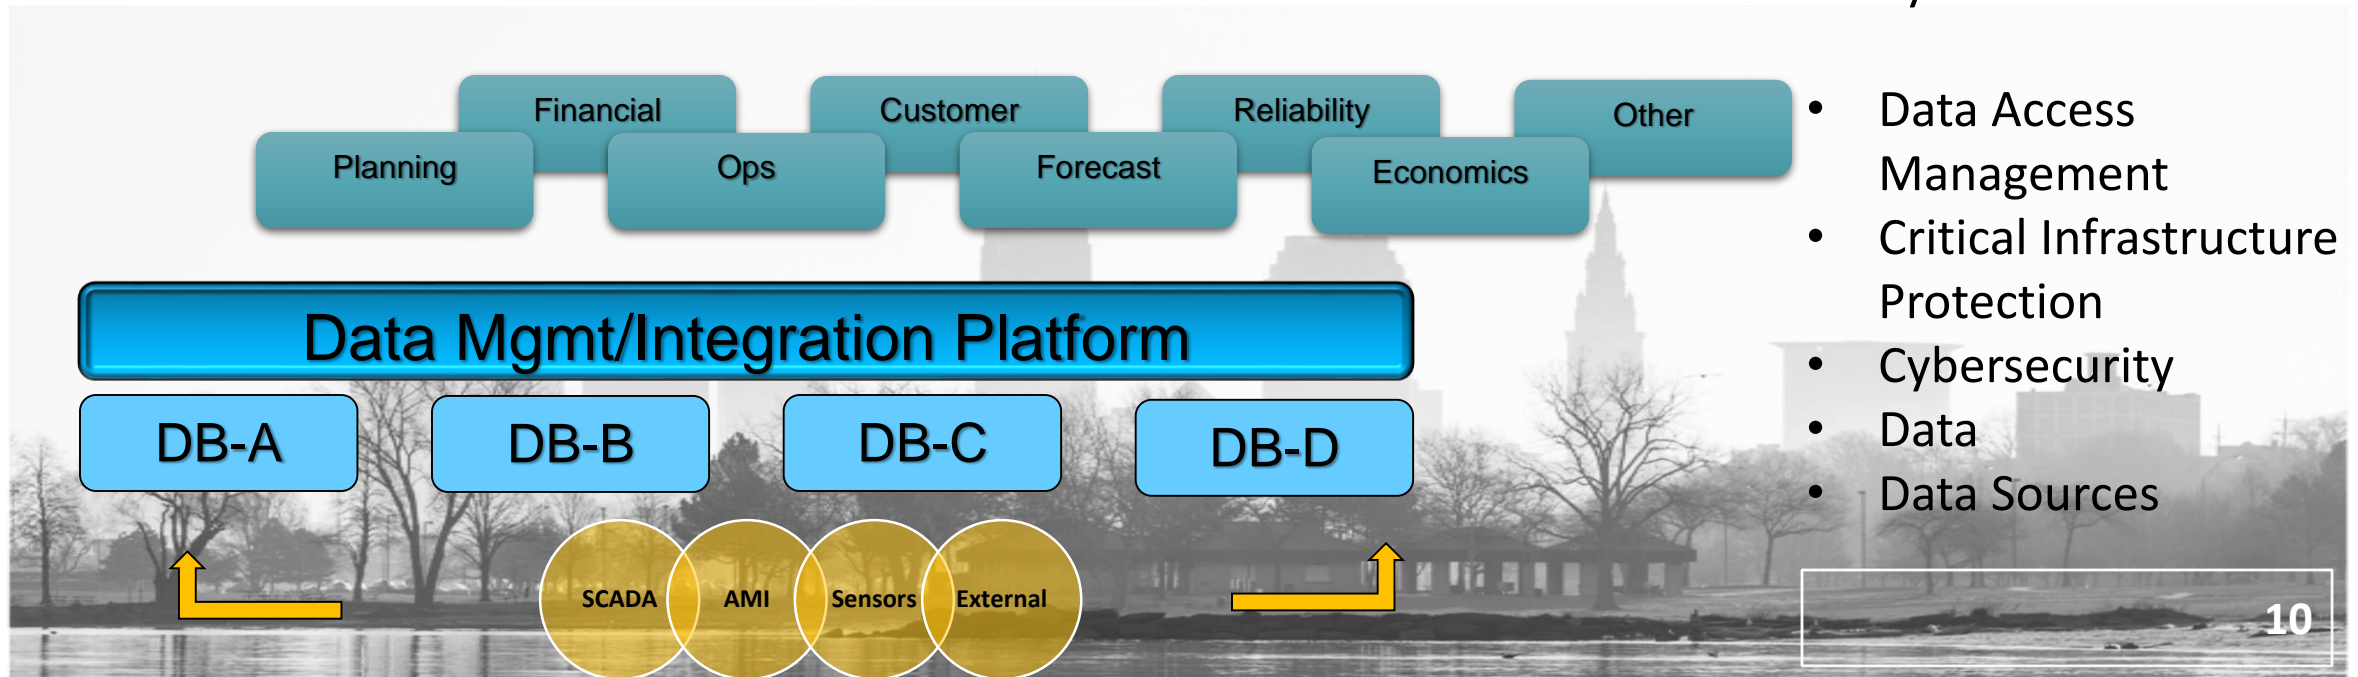 Financial
Customer
Reliability
Other
Planning
Ops
Forecast
Economics
Data Mgmt/Integration Platform
DB-A
DB-B
DB-C
DB-D
SCADA
AMI
Sensors
External
• Data Access
Management
• Critical Infrastructure
Protection
• Cybersecurity
• Data
• Data Sources
10